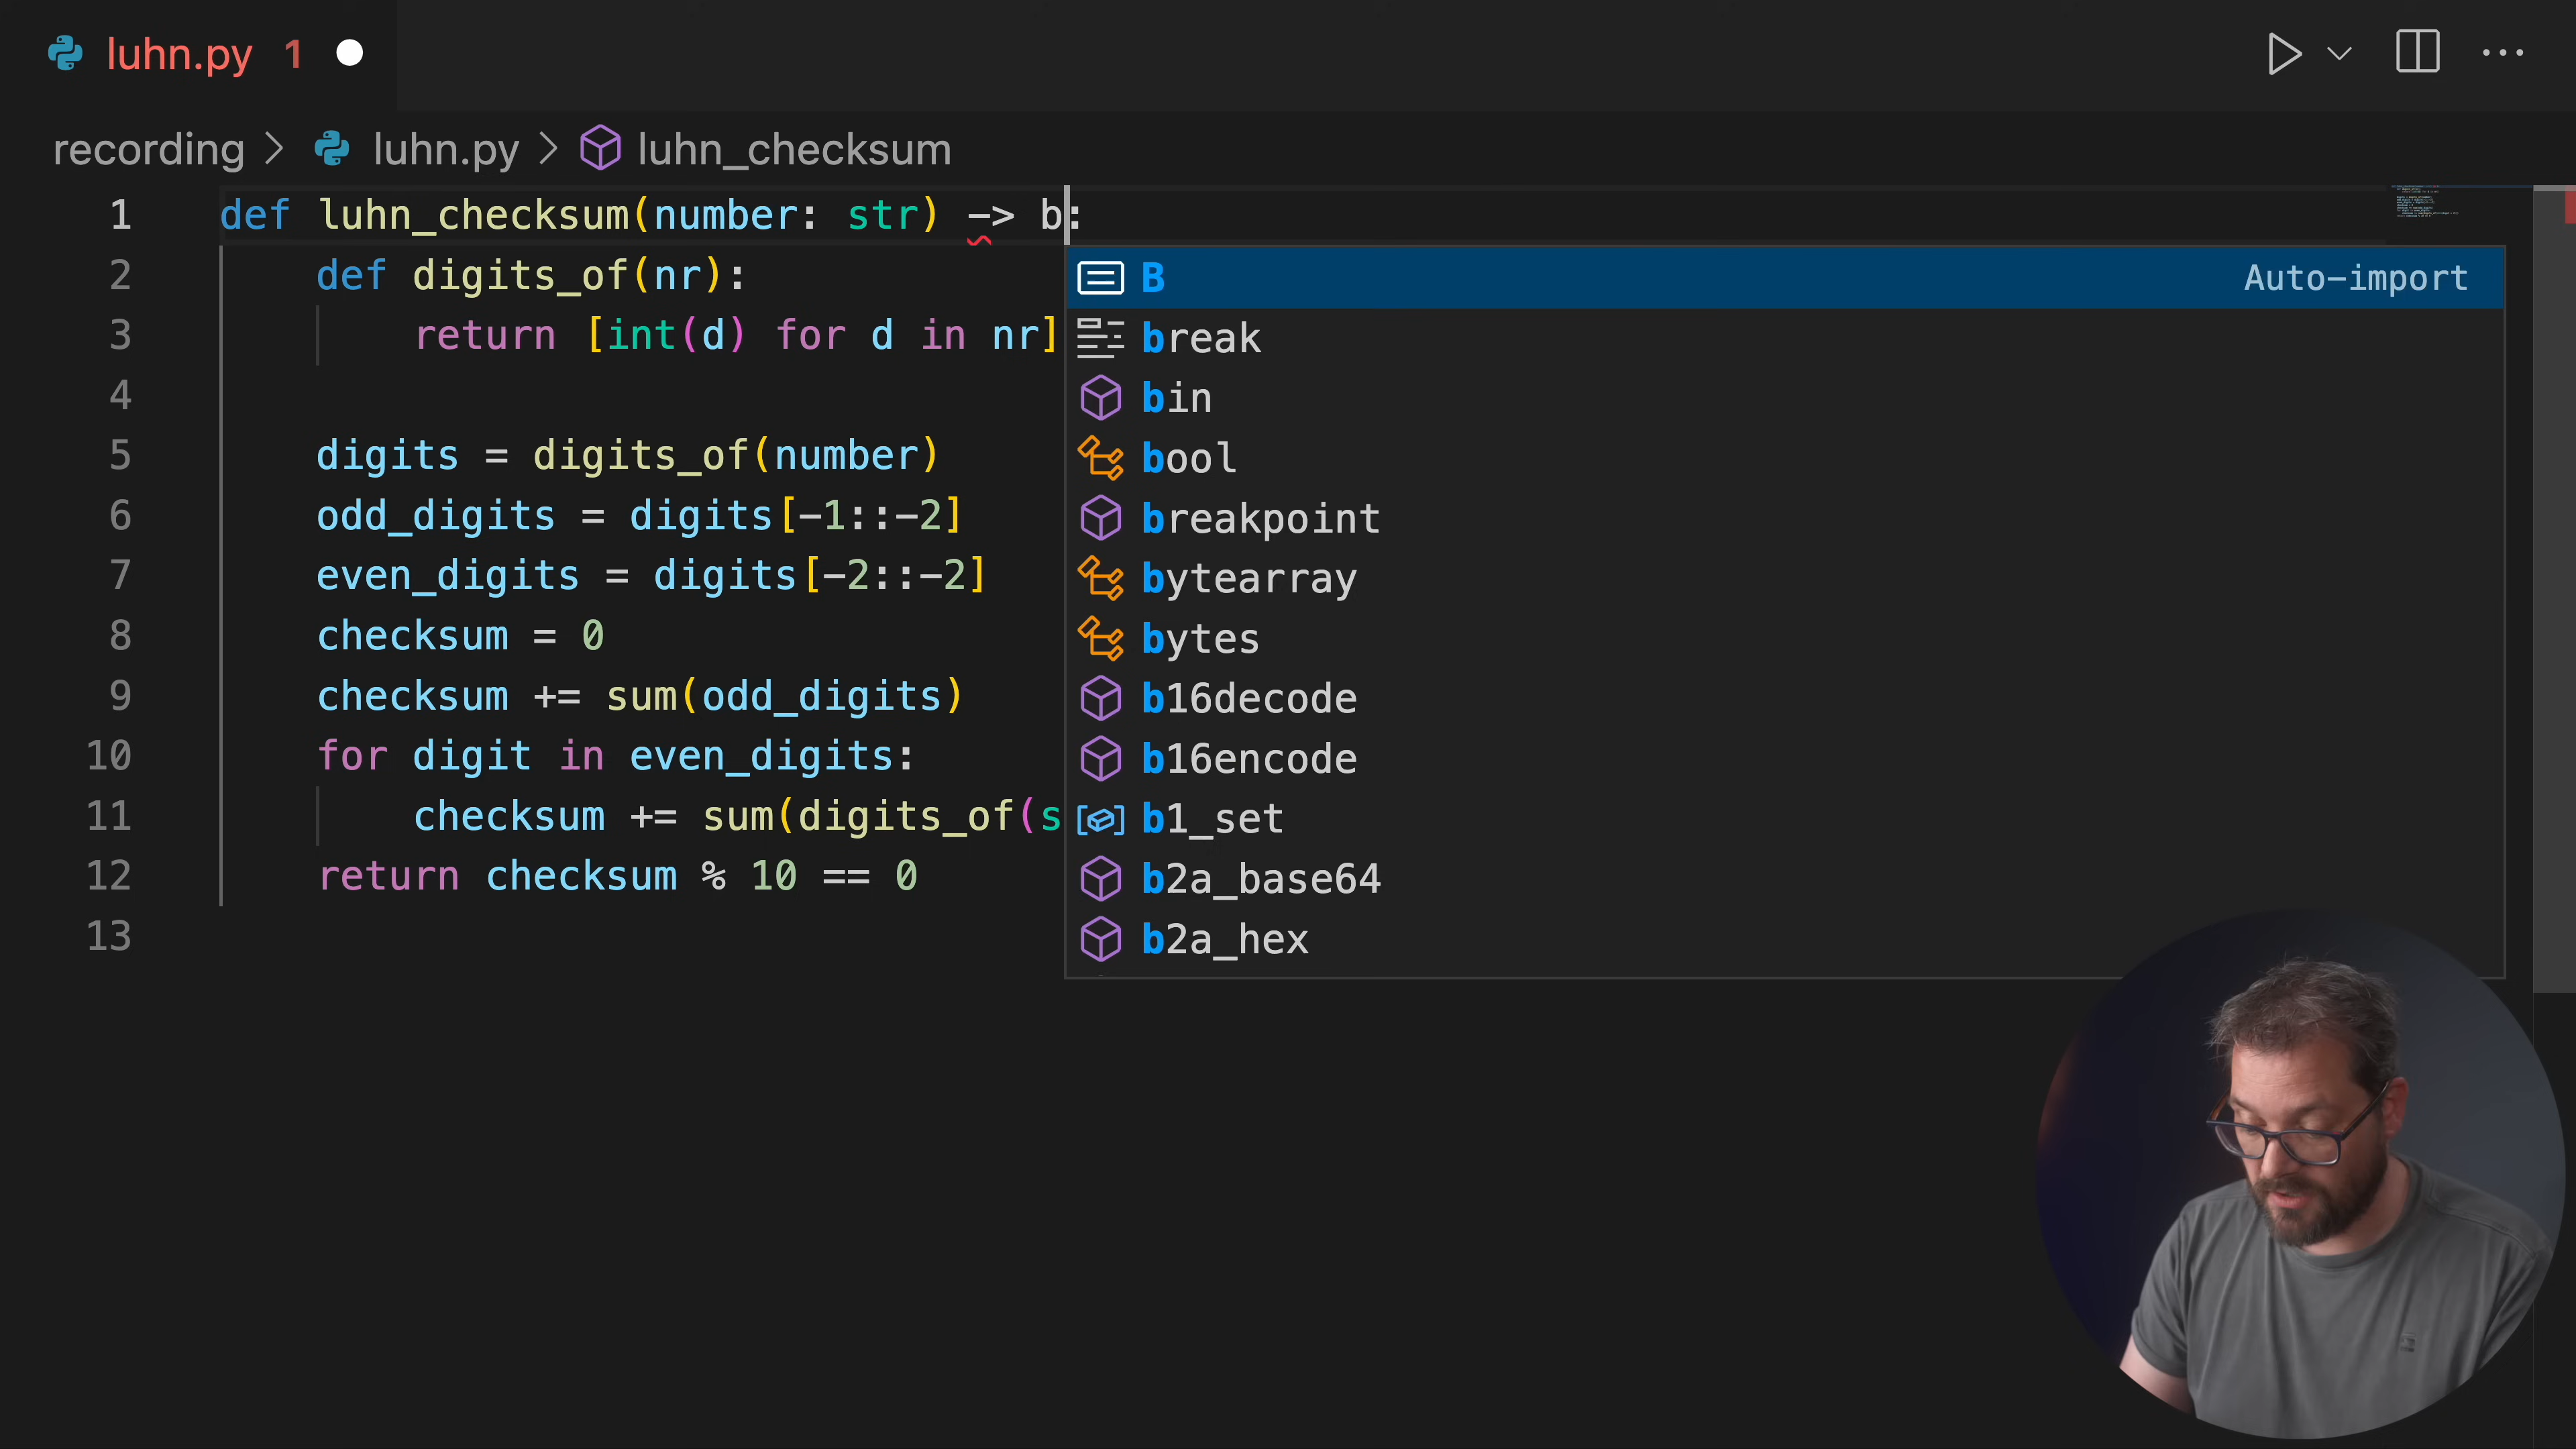 luhn.py 1
recording > luhn.py > luhn_checksum
1 def luhn_checksum(number: str) -> b:
2 def digits_of(nr):
3 return [int(d) for d in nr]
4
5 digits = digits_of(number)
6 odd_digits = digits[-1::-2]
7 even_digits = digits[-2::-2]
8 checksum = 0
9 checksum += sum(odd_digits)
10 for digit in even_digits:
11 checksum += sum(digits_of(s
12 return checksum % 10 == 0
13
B Auto-import
break
bin
bool
breakpoint
bytearray
bytes
b16decode
b16encode
b1_set
b2a_base64
b2a_hex